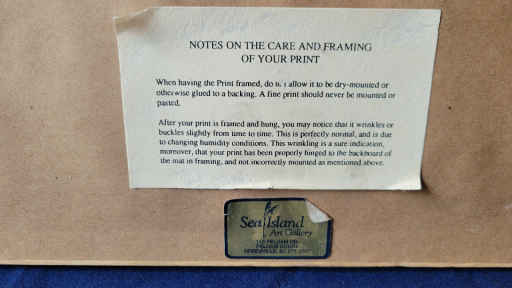 NOTES ON THE CARE AND FRAMING
OF YOUR PRINT
When having the Print framed, do not allow it to be dry-mounted or
otherwise glued to a backing. A fine print should never be mounted or
pasted.
After your print is framed and hung, you may notice that it wrinkles or
buckles slightly from time to time. This is perfectly normal, and is due
to changing humidity conditions. This wrinkling is a sure indication,
moreover, that your print has been properly hinged to the backboard of
the mat in framing, and not incorrectly mounted as mentioned above.
Sea Island
Art Gallery